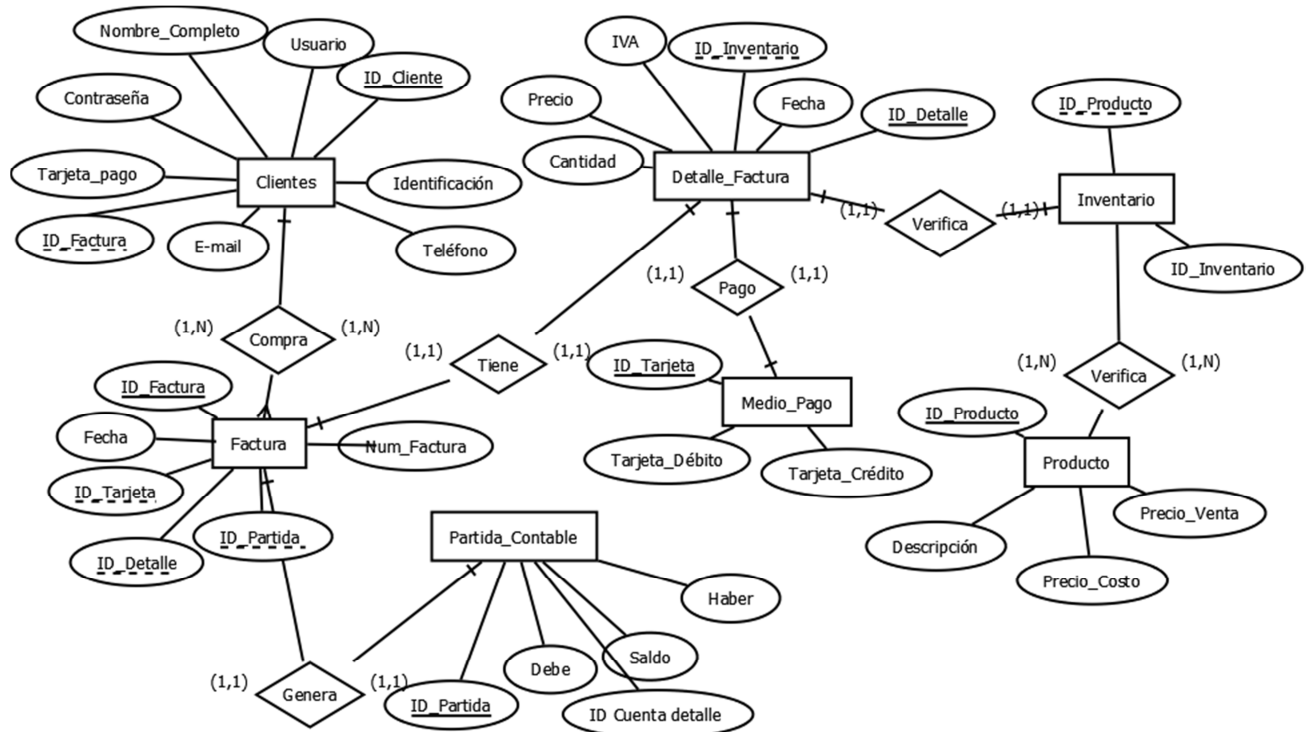 Nombre_Completo
Usuario
ID_Cliente
Contraseña
Tarjeta_pago
Clientes
Identificación
ID_Factura
E-mail
Teléfono
IVA
ID_Inventario
Precio
Fecha
ID_Detalle
Cantidad
Detalle_Factura
ID_Producto
(1,1)
Verifica
(1,1)
Inventario
ID_Inventario
(1,1)
Pago
(1,1)
(1,N)
Compra
(1,N)
(1,1)
Tiene
(1,1)
ID_Tarjeta
Medio_Pago
Tarjeta_Débito
Tarjeta_Crédito
(1,N)
Verifica
(1,N)
ID_Producto
Producto
Precio_Venta
Descripción
Precio_Costo
ID_Factura
Fecha
Factura
Num_Factura
ID_Tarjeta
ID_Partida
ID_Detalle
Partida_Contable
Haber
Saldo
Debe
(1,1)
Genera
(1,1)
ID_Partida
ID Cuenta detalle